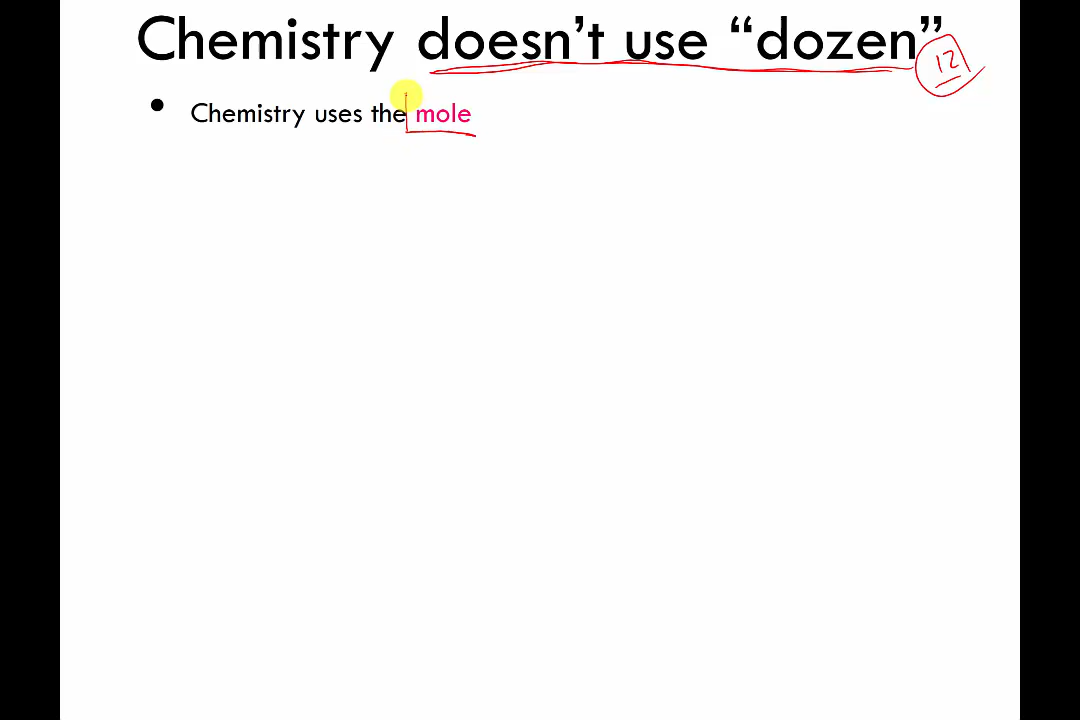 Chemistry doesn't use “dozen”
12
• Chemistry uses the mole